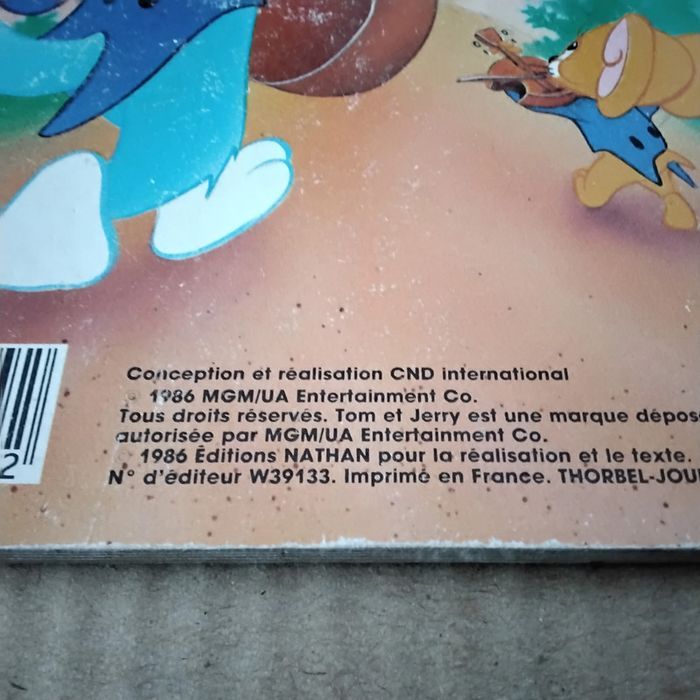 Conception et réalisation CND international
© 1986 MGM/UA Entertainment Co.
Tous droits réservés. Tom et Jerry est une marque dépos
autorisée par MGM/UA Entertainment Co.
© 1986 Éditions NATHAN pour la réalisation et le texte.
N° d'éditeur W39133. Imprimé en France. THORBEL-JOU
2